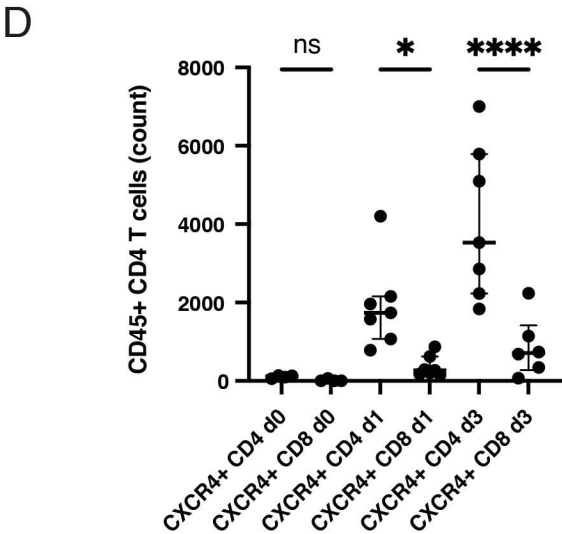 D
ns
*
****
8000
6000
4000
2000
0
CD45+ CD4 T cells (count)
CXCR4+ CD4 d0
CXCR4+ CD8 d0
CXCR4+ CD4 d1
CXCR4+ CD8 d1
CXCR4+ CD4 d3
CXCR4+ CD8 d3